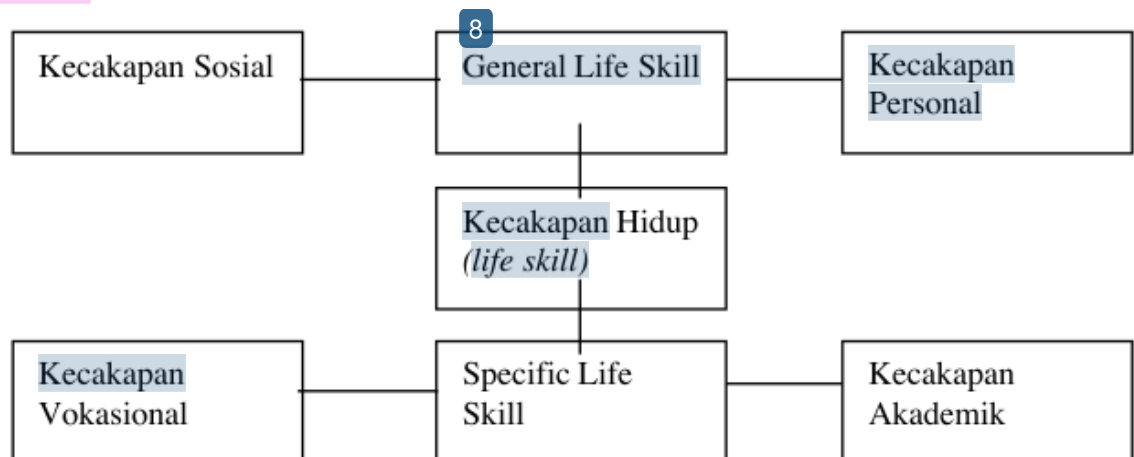 8
Kecakapan Sosial
General Life Skill
Kecakapan
Personal
Kecakapan Hidup
(life skill)
Kecakapan
Vokasional
Specific Life
Skill
Kecakapan
Akademik